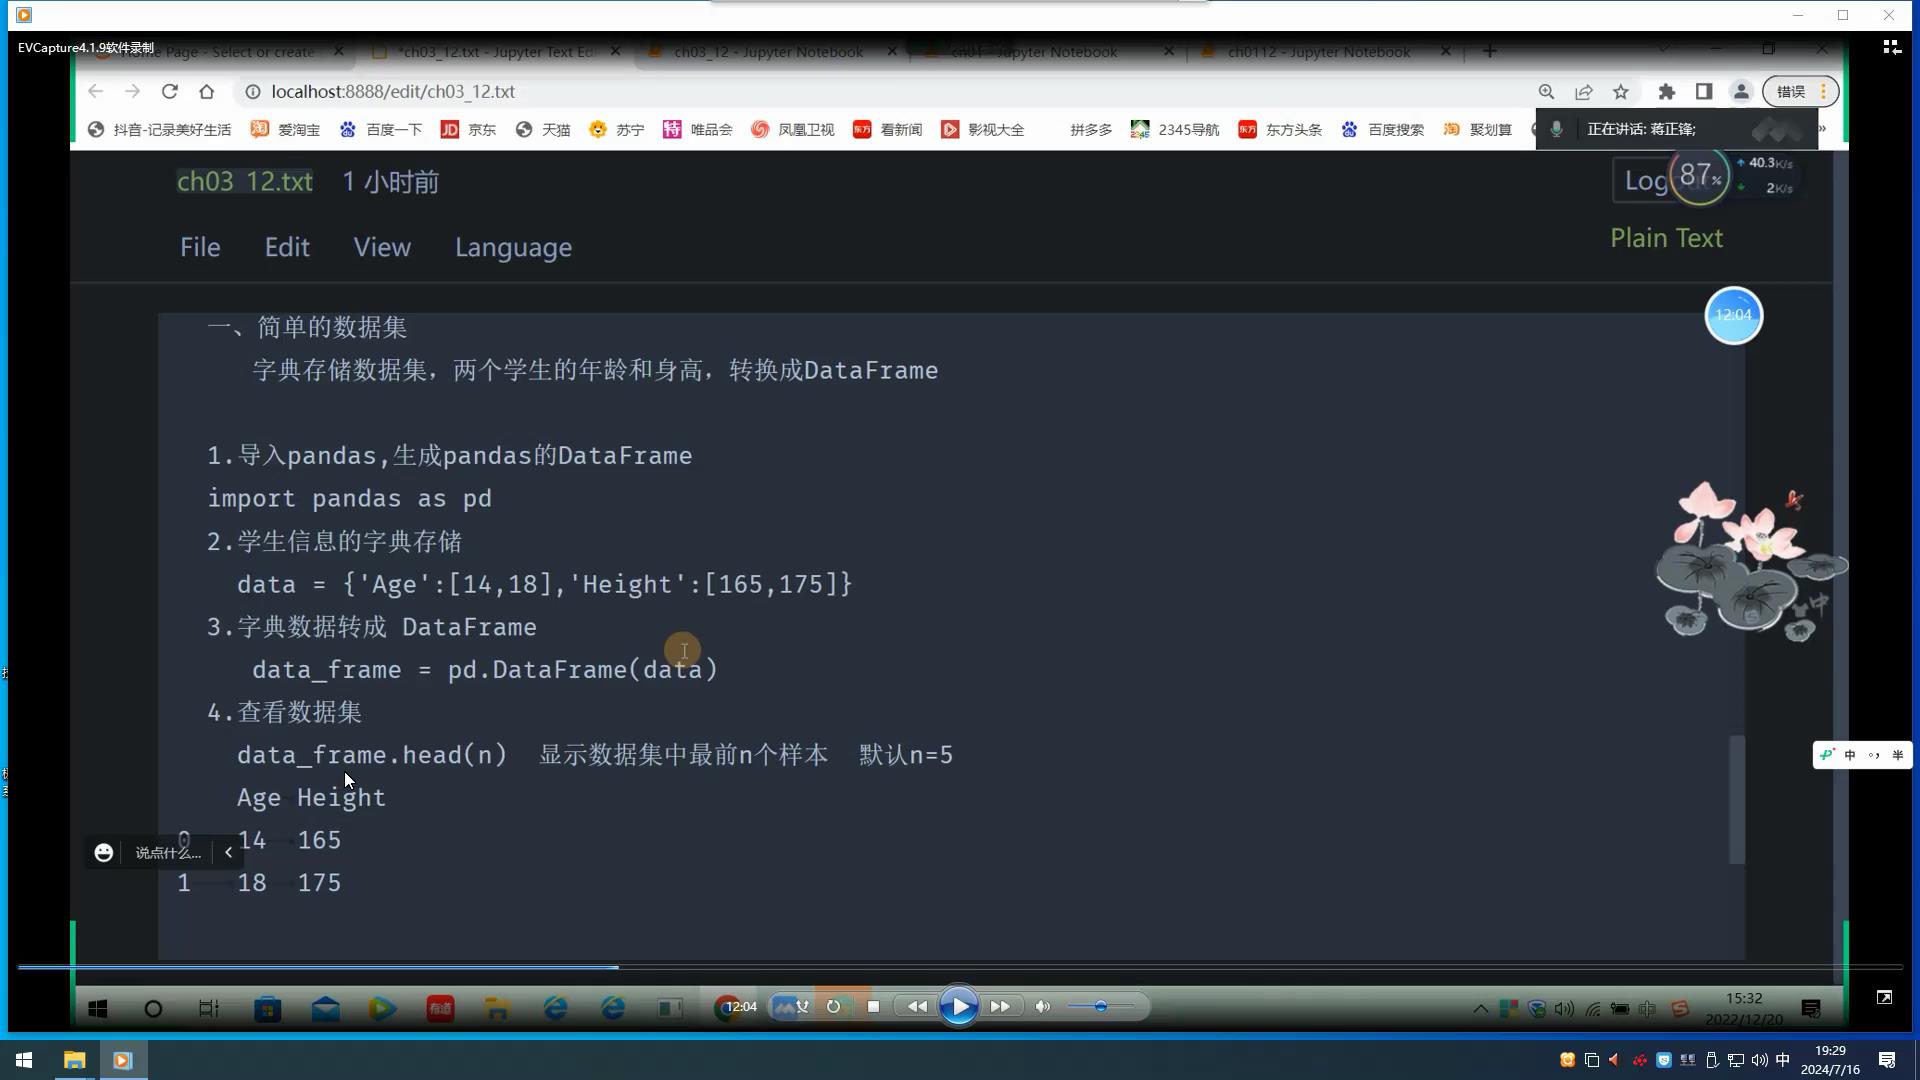 EVCapture4.1.9软件录制
Home Page - Select or create
*ch03_12.txt - Jupyter Text Ed
ch03_12 - Jupyter Notebook
ch01 - Jupyter Notebook
ch0112 - Jupyter Notebook
localhost:8888/edit/ch03_12.txt
错误
抖音-记录美好生活
爱淘宝
百度一下
JD 京东
天猫
苏宁
特 唯品会
凤凰卫视
东方 看新闻
影视大全
拼多多
2345 2345导航
东方 东方头条
百度搜索
淘 聚划算
正在讲话: 蒋正锋;
»
ch03_12.txt 1 小时前
87%
40.3K/s
2K/s
File Edit View Language
Plain Text
12:04
一、简单的数据集
字典存储数据集，两个学生的年龄和身高，转换成DataFrame
1.导入pandas,生成pandas的DataFrame
import pandas as pd
2.学生信息的字典存储
data = {'Age':[14,18],'Height':[165,175]}
3.字典数据转成 DataFrame
data_frame = pd.DataFrame(data)
4.查看数据集
data_frame.head(n) 显示数据集中最前n个样本 默认n=5
Age Height
0 14 165
1 18 175
说点什么...
中 半
有道
12:04
中
15:32
2022/12/20
中
19:29
2024/7/16